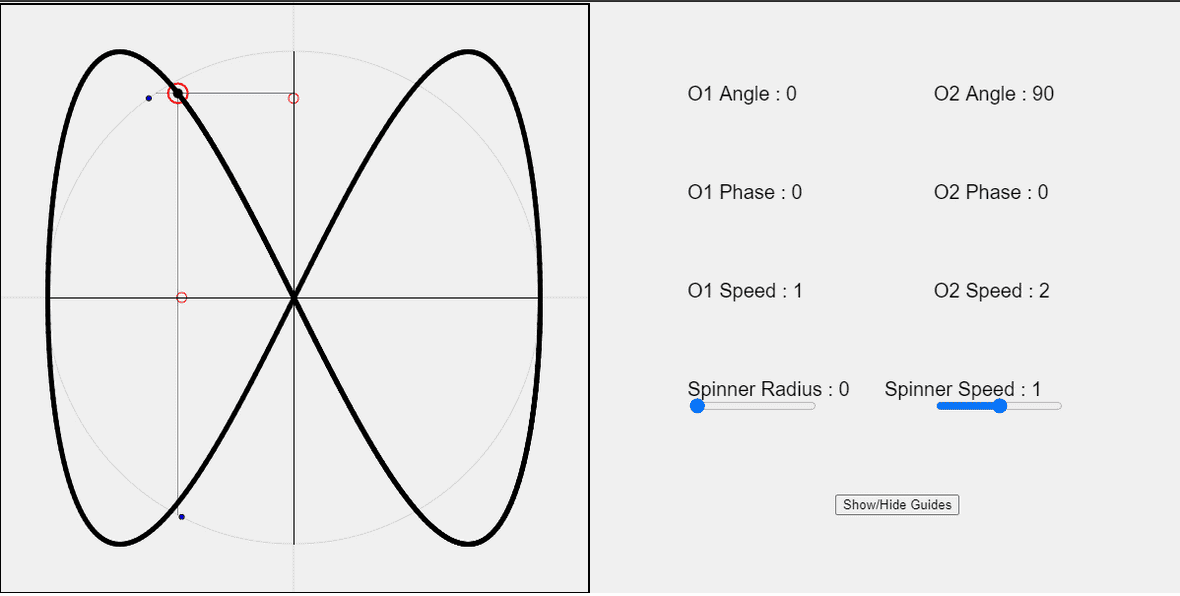 O1 Angle : 0
O2 Angle : 90
O1 Phase : 0
O2 Phase : 0
O1 Speed : 1
O2 Speed : 2
Spinner Radius : 0
Spinner Speed : 1
Show/Hide Guides